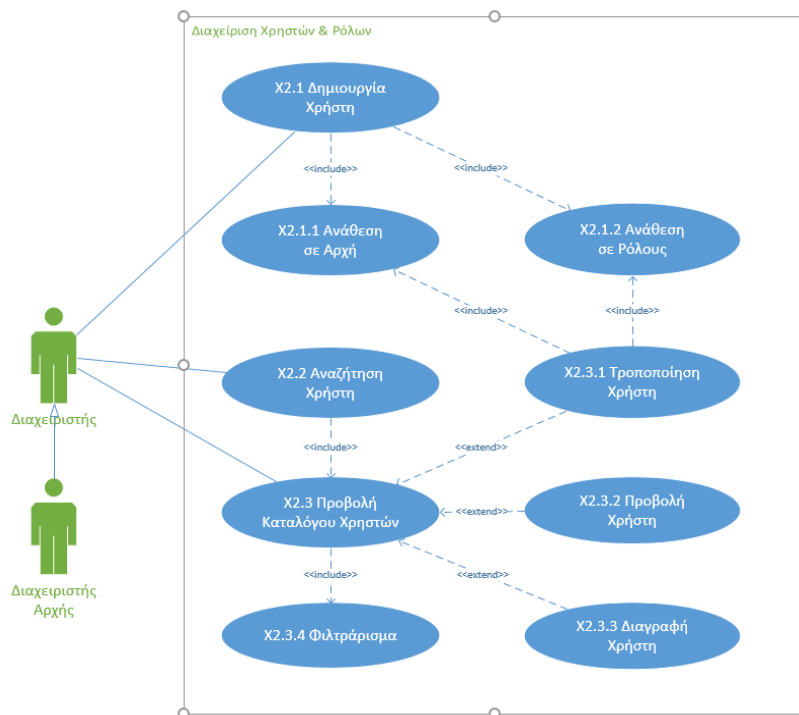 Διαχείριση Χρηστών & Ρόλων
Χ2.1 Δημιουργία
Χρήστη
<<include>>
<<include>>
Χ2.1.1 Ανάθεση
σε Αρχή
Χ2.1.2 Ανάθεση
σε Ρόλους
<<include>>
<<include>>
Χ2.2 Αναζήτηση
Χρήστη
Χ2.3.1 Τροποποίηση
Χρήστη
Διαχειριστής
<<include>>
<<extend>>
Χ2.3 Προβολή
Καταλόγου Χρηστών
<<extend>>
Χ2.3.2 Προβολή
Χρήστη
<<include>>
<<extend>>
Διαχειριστής
Αρχής
Χ2.3.4 Φιλτράρισμα
Χ2.3.3 Διαγραφή
Χρήστη